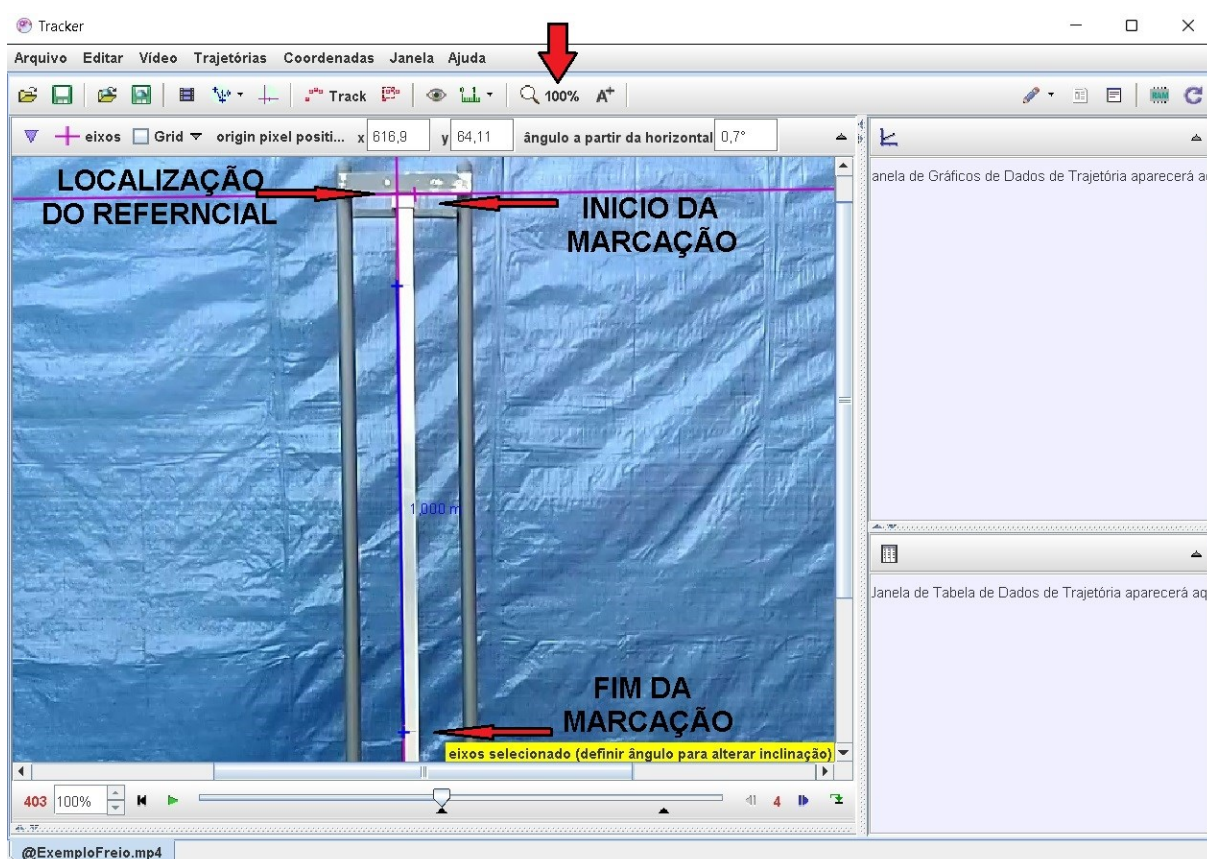 Tracker
Arquivo Editar Vídeo Trajetórias Coordenadas Janela Ajuda
Track 100% A+
eixos Grid origin pixel positi... x 616,9 y 64,11 ângulo a partir da horizontal 0,7°
anela de Gráficos de Dados de Trajetória aparecerá a
LOCALIZAÇÃO
DO REFERNCIAL
INICIO DA
MARCAÇÃO
1,000 m
Janela de Tabela de Dados de Trajetória aparecerá aq
FIM DA
MARCAÇÃO
eixos selecionado (definir ângulo para alterar inclinação)
403 100% 4
@ExemploFreio.mp4